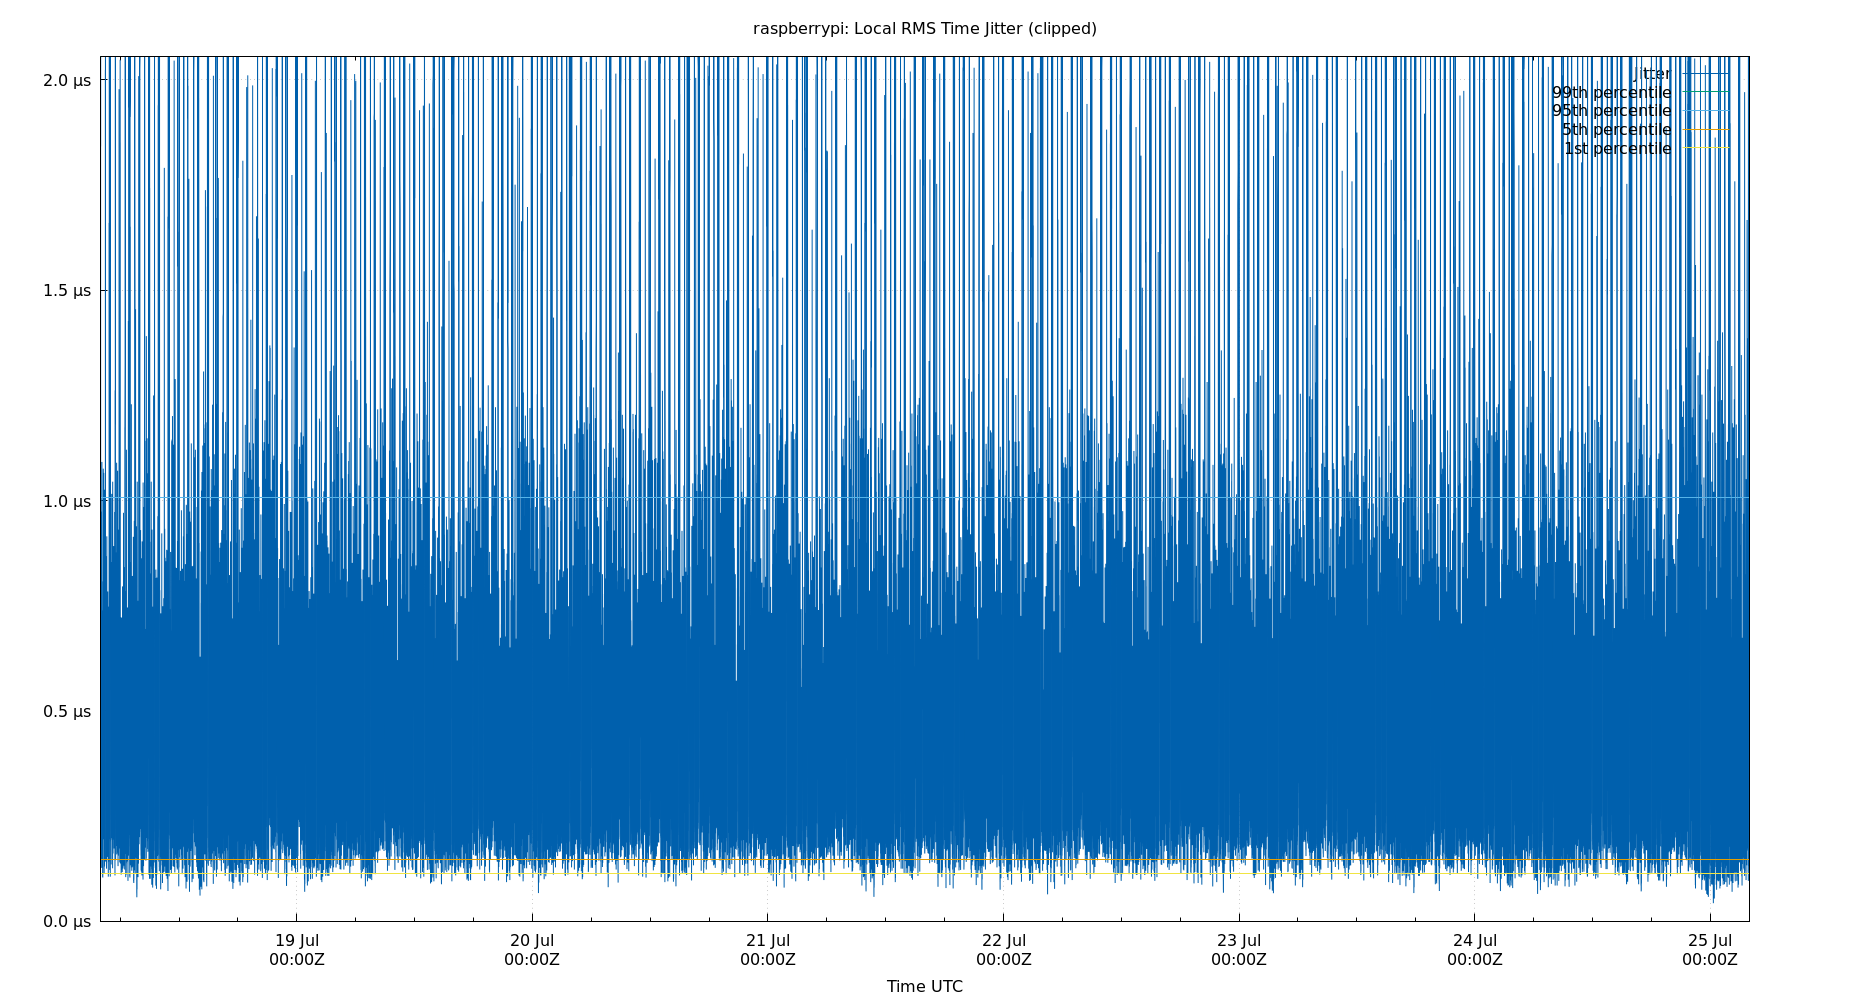 raspberrypi: Local RMS Time Jitter (clipped)
2.0 µs
1.5 µs
1.0 µs
0.5 µs
0.0 µs
jitter
99th percentile
95th percentile
5th percentile
1st percentile
19 Jul
00:00Z
20 Jul
00:00Z
21 Jul
00:00Z
22 Jul
00:00Z
23 Jul
00:00Z
24 Jul
00:00Z
25 Jul
00:00Z
Time UTC